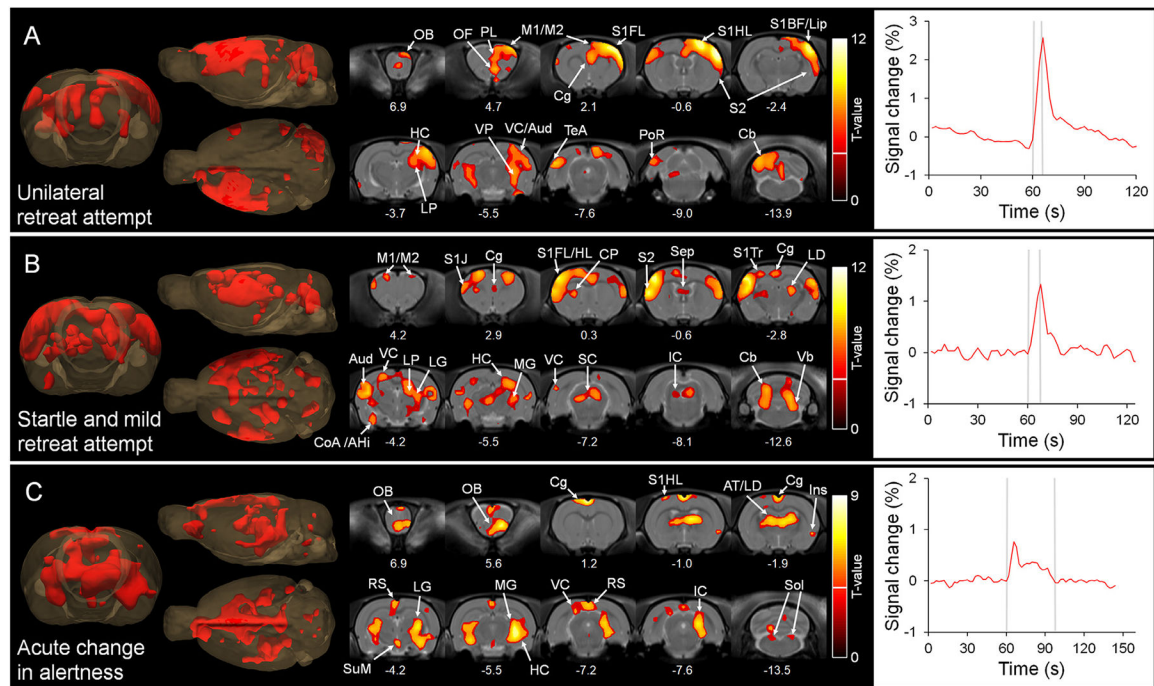 A
Unilateral
retreat attempt
OB
OF
PL
M1/M2
S1FL
S1HL
S1BF/Lip
Cg
S2
6.9
4.7
2.1
-0.6
-2.4
HC
LP
VP
VC/Aud
TeA
PoR
Cb
-3.7
-5.5
-7.6
-9.0
-13.9
12
T-value
0
Signal change (%)
3
2
1
0
-1
0 30 60 90 120
Time (s)
B
Startle and mild
retreat attempt
M1/M2
S1J
Cg
S1FL/HL
CP
S2
Sep
S1Tr
Cg
LD
4.2
2.9
0.3
-0.6
-2.8
Aud
VC
LP
LG
CoA /AHi
HC
MG
VC
SC
IC
Cb
Vb
-4.2
-5.5
-7.2
-8.1
-12.6
12
T-value
0
Signal change (%)
2
1
0
-1
0 30 60 90 120
Time (s)
C
Acute change
in alertness
OB
OB
Cg
S1HL
AT/LD
Cg
Ins
6.9
5.6
1.2
-1.0
-1.9
RS
LG
SuM
MG
HC
VC
RS
IC
Sol
-4.2
-5.5
-7.2
-7.6
-13.5
9
T-value
0
Signal change (%)
2
1
0
-1
0 30 60 90 120 150
Time (s)